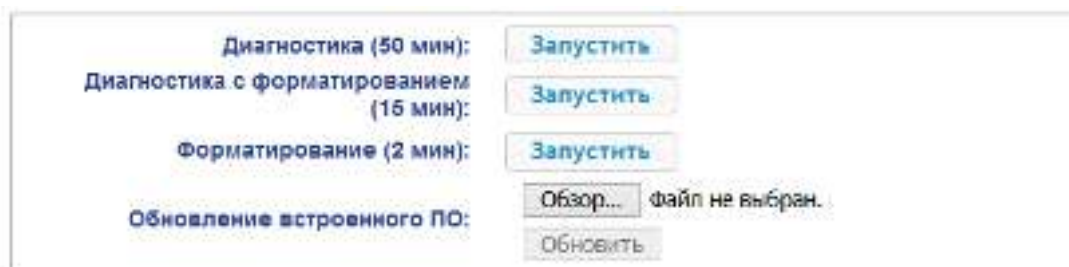 Диагностика (50 мин): Запустить
Диагностика с форматированием
(15 мин): Запустить
Форматирование (2 мин): Запустить
Обновление встроенного ПО: Обзор... Файл не выбран.
Обновить